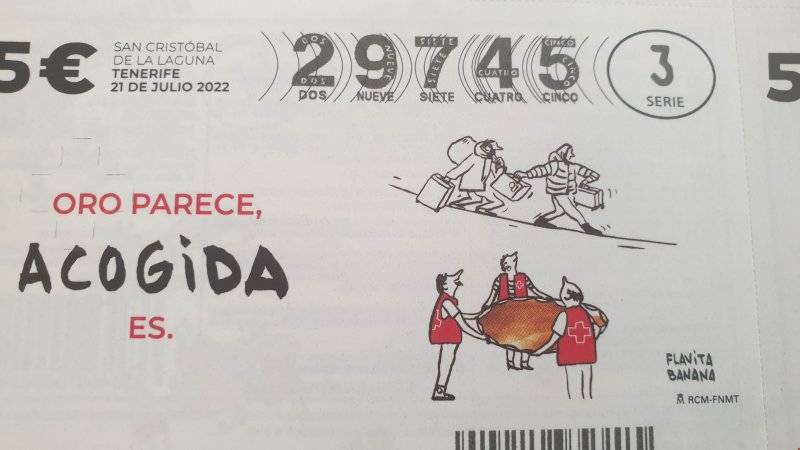 5€
SAN CRISTÓBAL
DE LA LAGUNA
TENERIFE
21 DE JULIO 2022
29745
DOS NUEVE SIETE CUATRO CINCO
3
SERIE
5
ORO PARECE,
ACOGIDA
ES.
FLAVITA
BANANA
RCM-FNMT